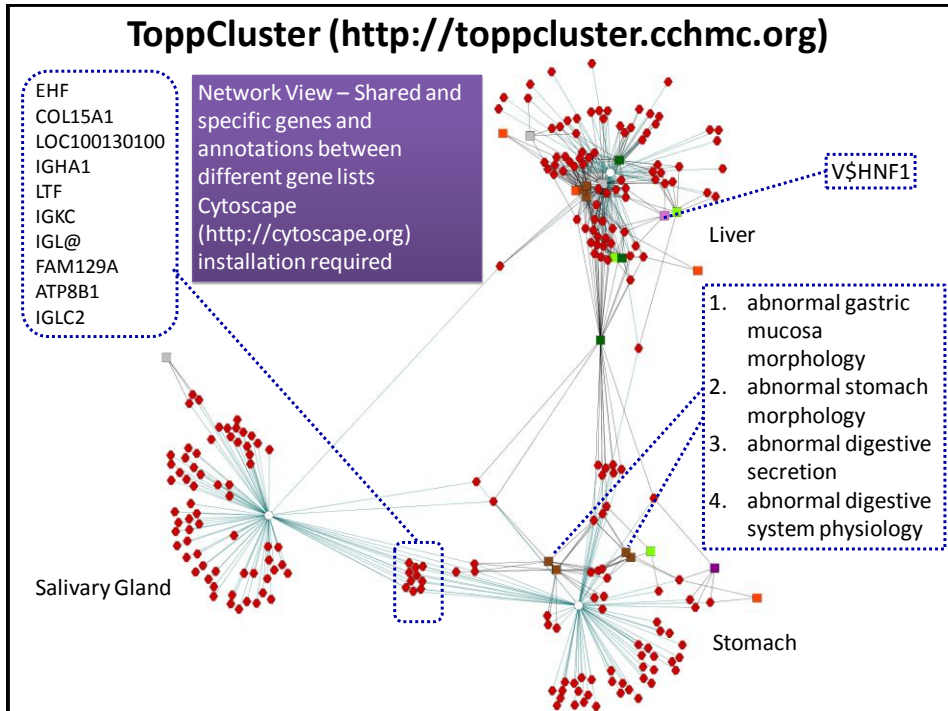 ToppCluster (http://toppcluster.cchmc.org)
EHF
COL15A1
LOC100130100
IGHA1
LTF
IGKC
IGL@
FAM129A
ATP8B1
IGLC2
Network View – Shared and
specific genes and
annotations between
different gene lists
Cytoscape
(http://cytoscape.org)
installation required
V$HNF1
Liver
1. abnormal gastric
mucosa
morphology
2. abnormal stomach
morphology
3. abnormal digestive
secretion
4. abnormal digestive
system physiology
Salivary Gland
Stomach